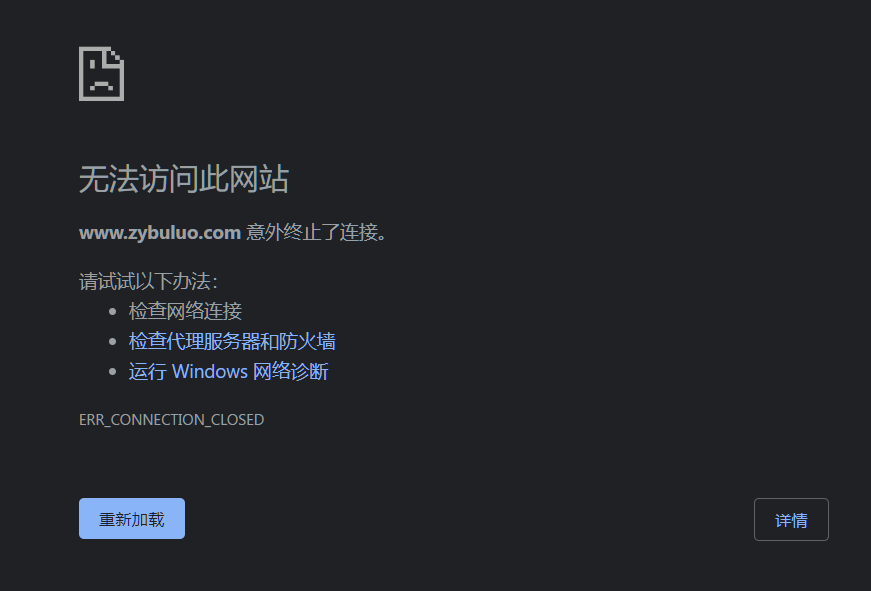 无法访问此网站
www.zybuluo.com 意外终止了连接。
请试试以下办法：
检查网络连接
检查代理服务器和防火墙
运行 Windows 网络诊断
ERR_CONNECTION_CLOSED
重新加载
详情